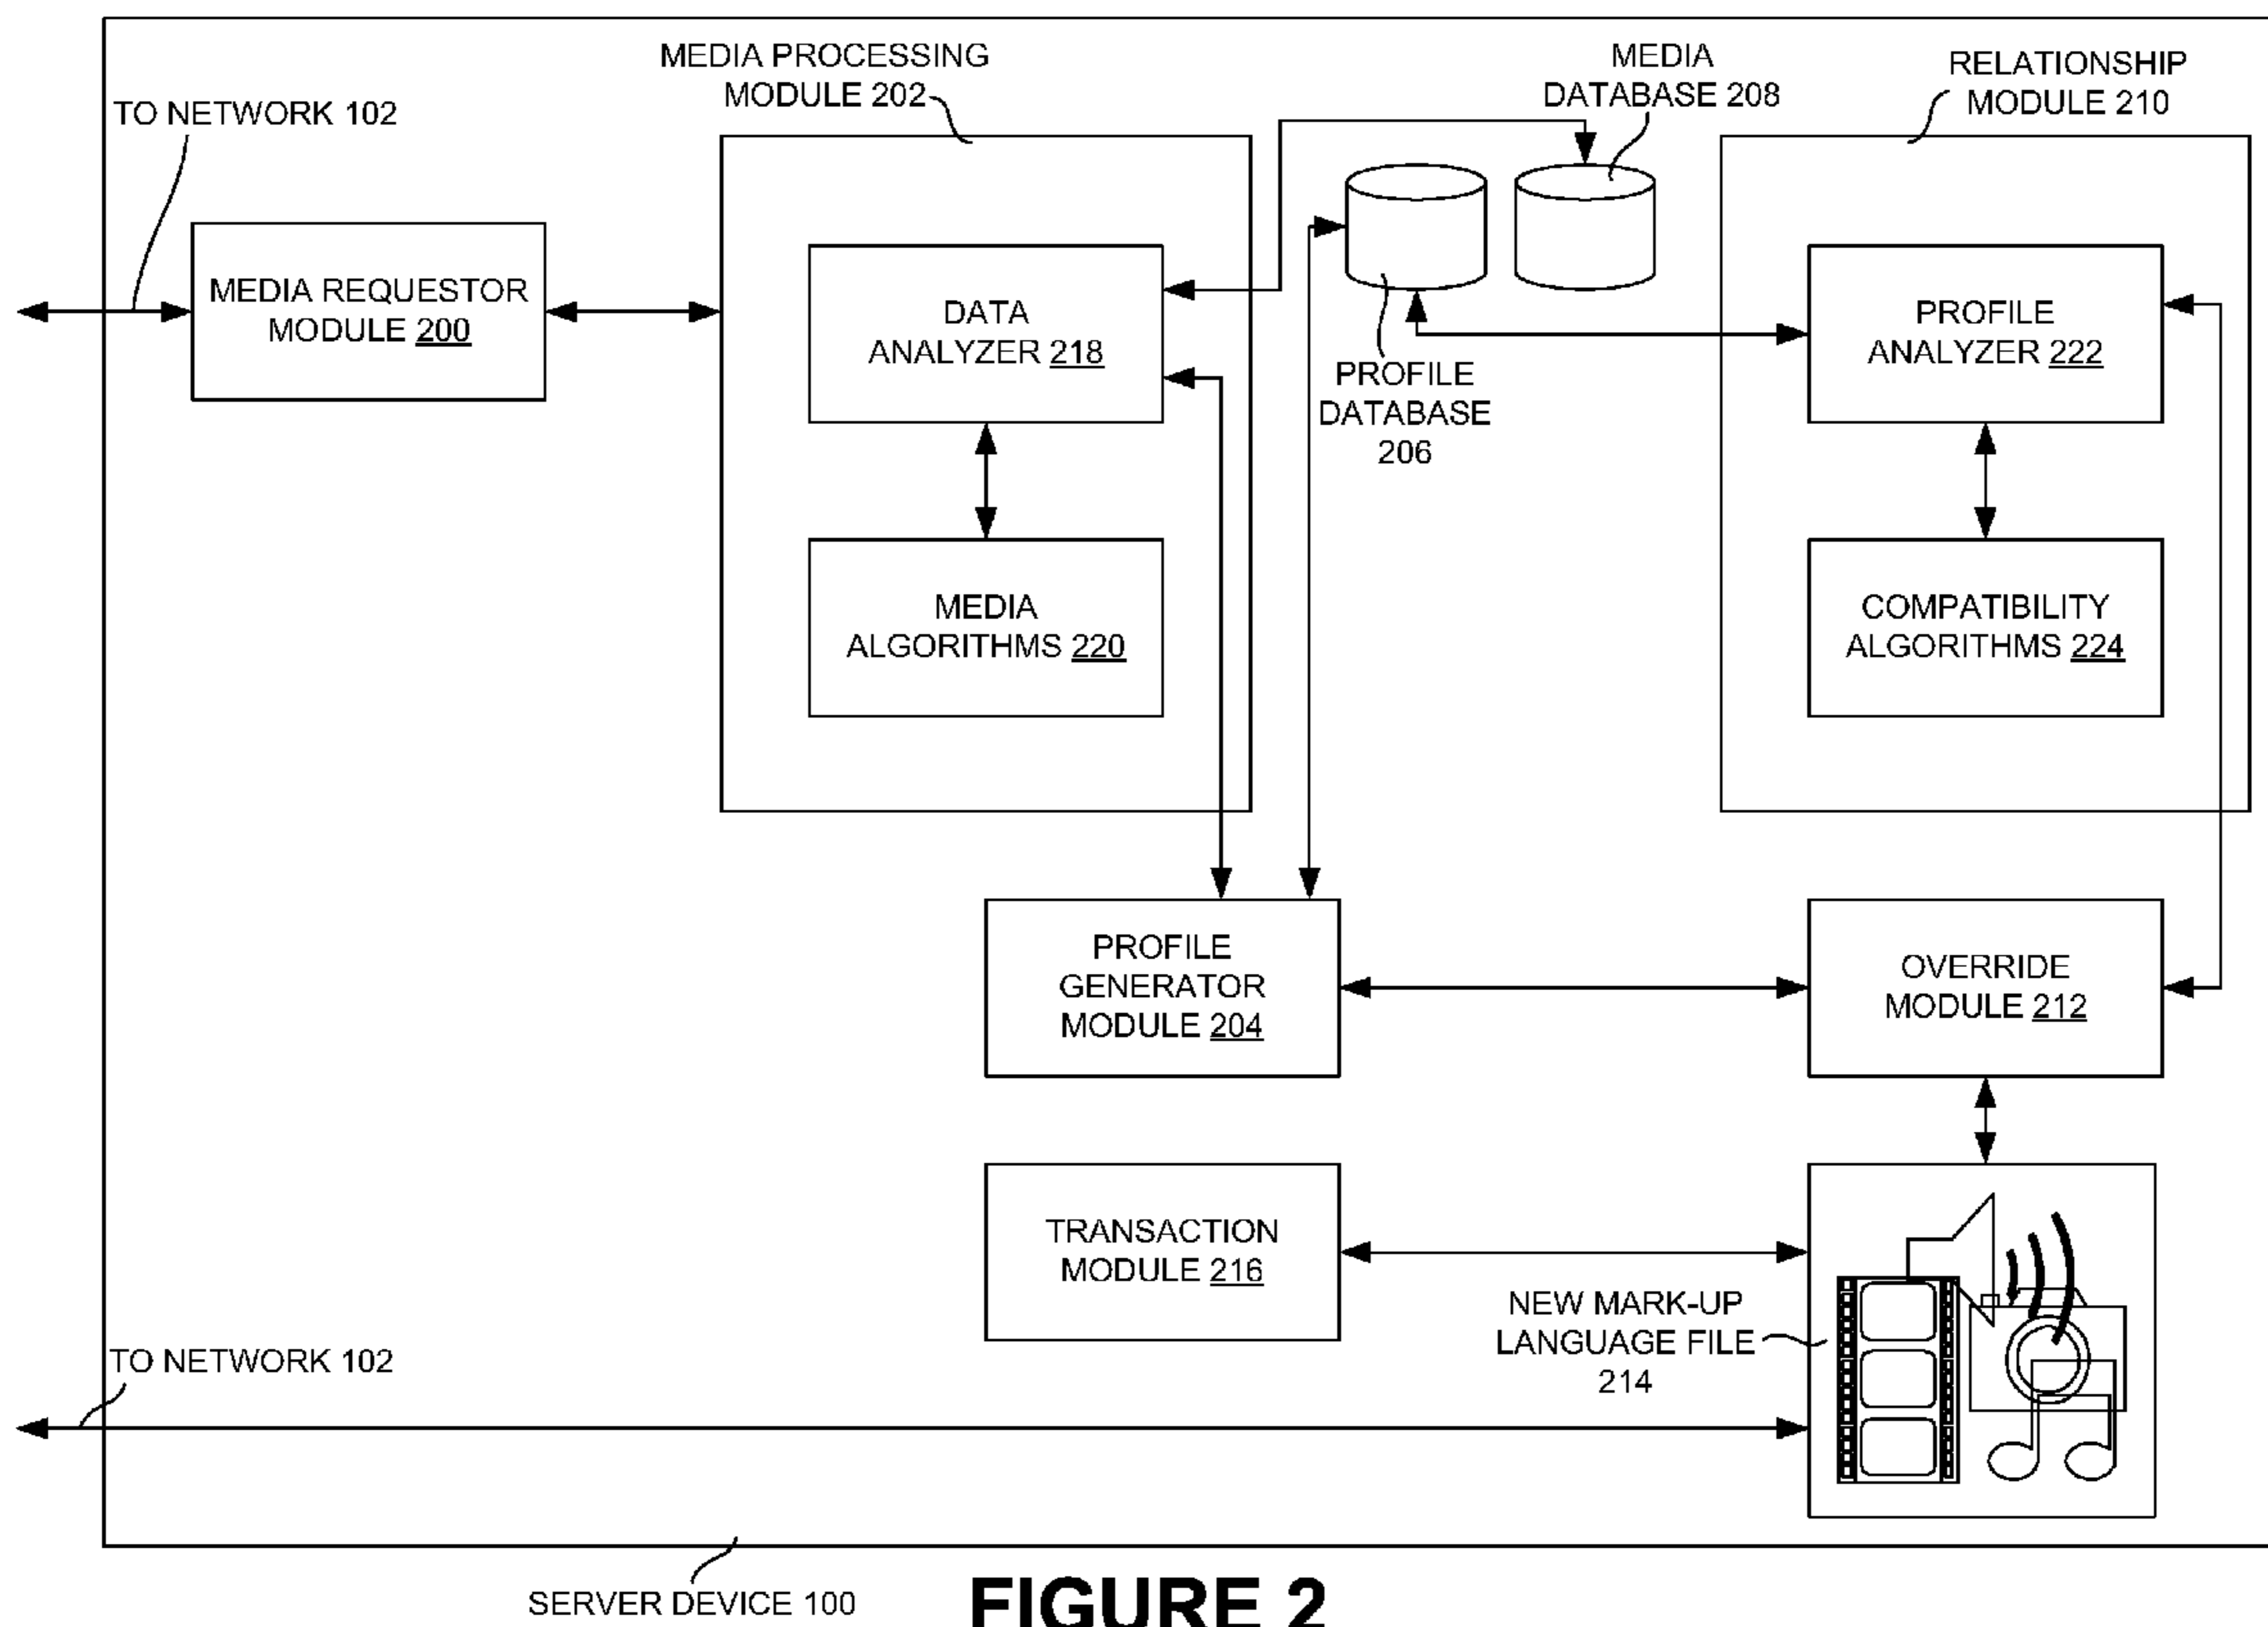 MEDIA PROCESSING
MODULE 202
MEDIA
DATABASE 208
RELATIONSHIP
MODULE 210
TO NETWORK 102
MEDIA REQUESTOR
MODULE 200
DATA
ANALYZER 218
PROFILE
DATABASE
206
PROFILE
ANALYZER 222
MEDIA
ALGORITHMS 220
COMPATIBILITY
ALGORITHMS 224
PROFILE
GENERATOR
MODULE 204
OVERRIDE
MODULE 212
TRANSACTION
MODULE 216
NEW MARK-UP
LANGUAGE FILE
214
TO NETWORK 102
SERVER DEVICE 100
FIGURE 2